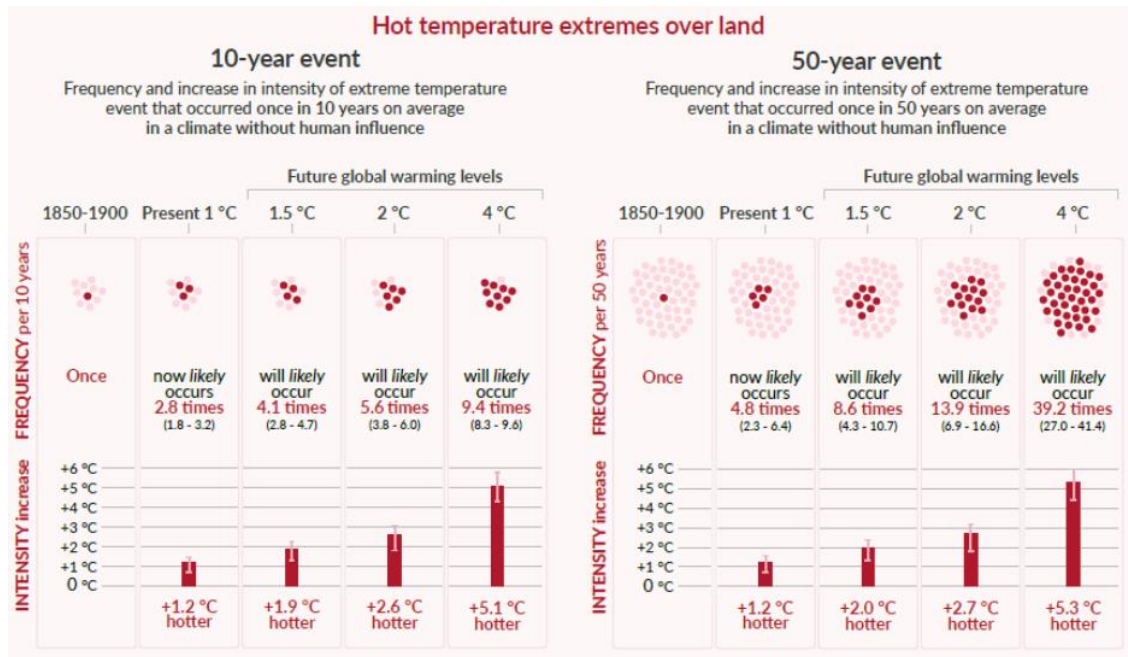 Hot temperature extremes over land
10-year event
Frequency and increase in intensity of extreme temperature
event that occurred once in 10 years on average
in a climate without human influence
Future global warming levels
1850-1900 Present 1 °C 1.5 °C 2 °C 4 °C
FREQUENCY per 10 years
Once
now likely
occurs
2.8 times
(1.8 - 3.2)
will likely
occur
4.1 times
(2.8 - 4.7)
will likely
occur
5.6 times
(3.8 - 6.0)
will likely
occur
9.4 times
(8.3 - 9.6)
INTENSITY increase
+6 °C
+5 °C
+4 °C
+3 °C
+2 °C
+1 °C
0 °C
+1.2 °C
hotter
+1.9 °C
hotter
+2.6 °C
hotter
+5.1 °C
hotter
50-year event
Frequency and increase in intensity of extreme temperature
event that occurred once in 50 years on average
in a climate without human influence
Future global warming levels
1850-1900 Present 1 °C 1.5 °C 2 °C 4 °C
FREQUENCY per 50 years
Once
now likely
occurs
4.8 times
(2.3 - 6.4)
will likely
occur
8.6 times
(4.3 - 10.7)
will likely
occur
13.9 times
(6.9 - 16.6)
will likely
occur
39.2 times
(27.0 - 41.4)
INTENSITY increase
+6 °C
+5 °C
+4 °C
+3 °C
+2 °C
+1 °C
0 °C
+1.2 °C
hotter
+2.0 °C
hotter
+2.7 °C
hotter
+5.3 °C
hotter